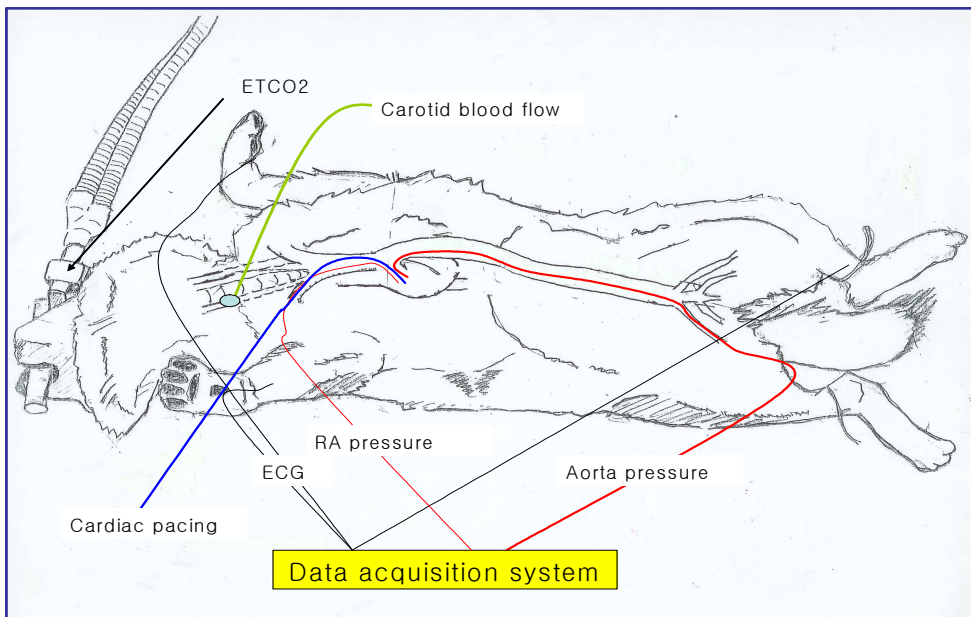 ETCO2
Carotid blood flow
RA pressure
ECG
Aorta pressure
Cardiac pacing
Data acquisition system